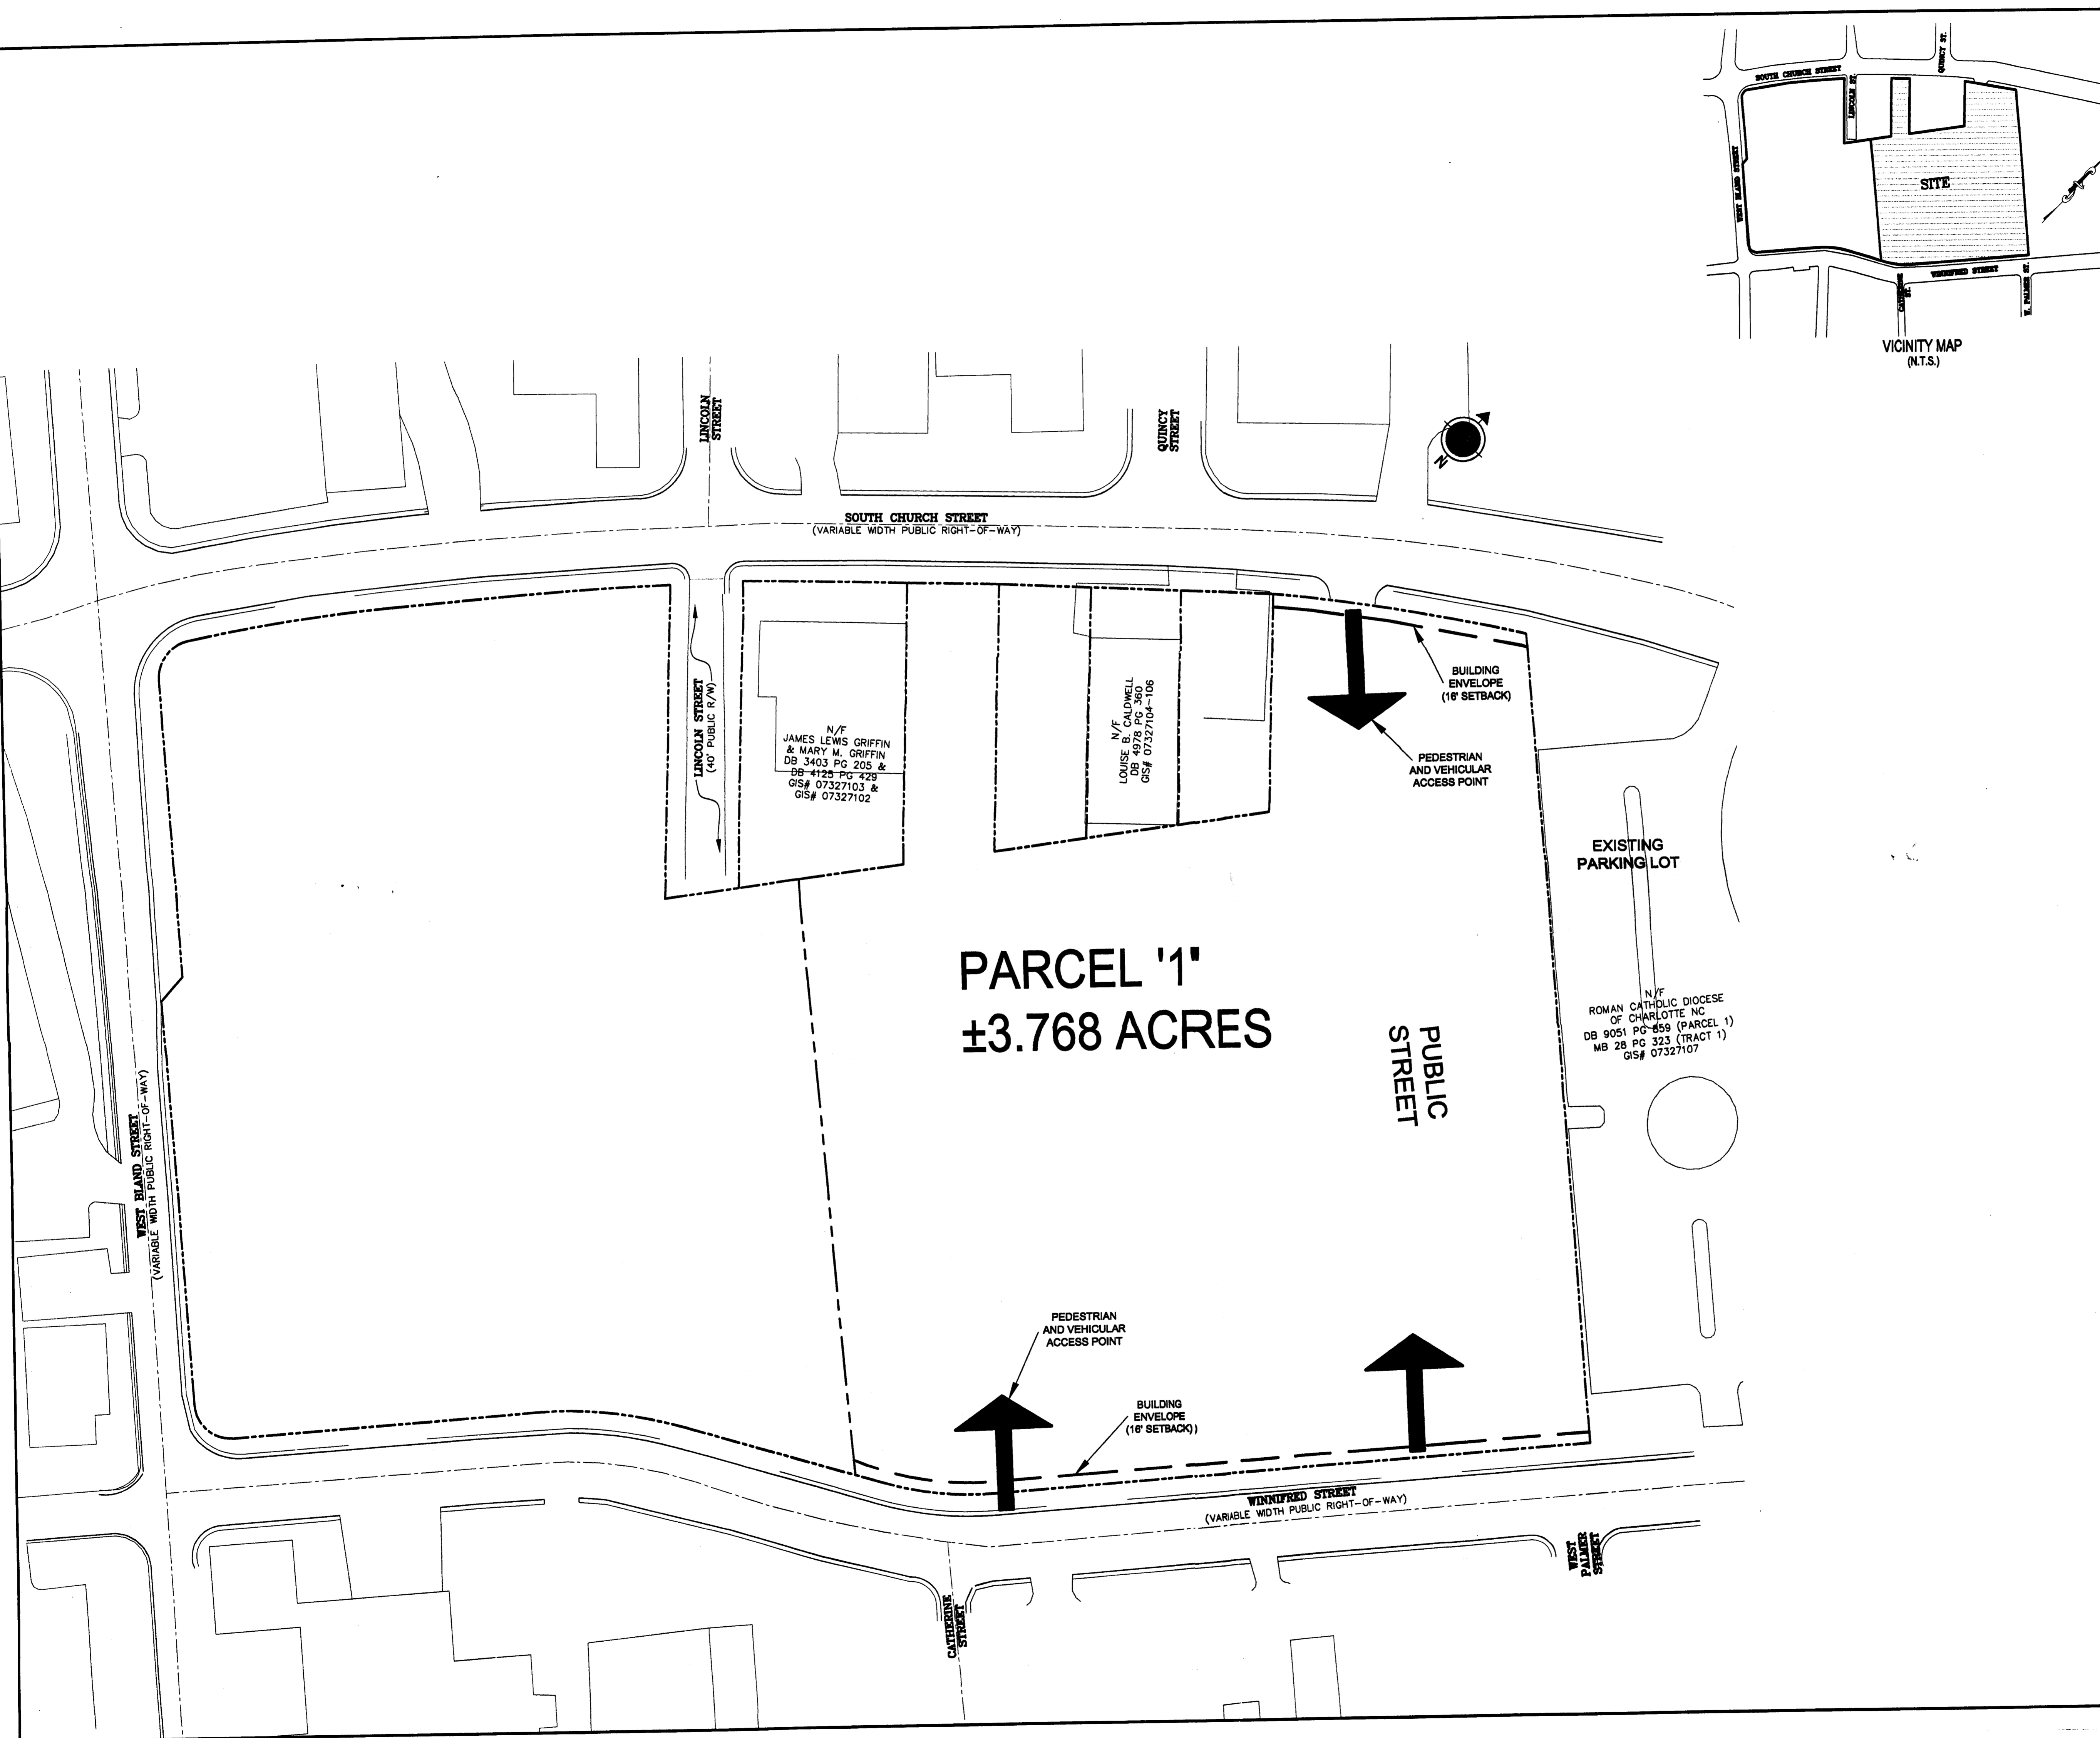 SOUTH CHURCH STREET
LINCOLN ST.
QUINCY ST.
WEST BLAND STREET
SITE
WINNIFRED STREET
CATHERINE
ST.
W. PALMER ST.
VICINITY MAP
(N.T.S.)
LINCOLN
STREET
QUINCY
STREET
N
SOUTH CHURCH STREET
(VARIABLE WIDTH PUBLIC RIGHT-OF-WAY)
LINCOLN STREET
(40' PUBLIC R/W)
N/F
JAMES LEWIS GRIFFIN
& MARY M. GRIFFIN
DB 3403 PG 205 &
DB 4125 PG 429
GIS# 07327103 &
GIS# 07327102
N/F
LOUISE B. CALDWELL
DB 4978 PG 360
GIS# 07327104-106
BUILDING
ENVELOPE
(16' SETBACK)
PEDESTRIAN
AND VEHICULAR
ACCESS POINT
EXISTING
PARKING LOT
PARCEL '1"
±3.768 ACRES
PUBLIC
STREET
N/F
ROMAN CATHOLIC DIOCESE
OF CHARLOTTE NC
DB 9051 PG 859 (PARCEL 1)
MB 28 PG 323 (TRACT 1)
GIS# 07327107
WEST BLAND STREET
(VARIABLE WIDTH PUBLIC RIGHT-OF-WAY)
PEDESTRIAN
AND VEHICULAR
ACCESS POINT
BUILDING
ENVELOPE
(16' SETBACK))
WINNIFRED STREET
(VARIABLE WIDTH PUBLIC RIGHT-OF-WAY)
CATHERINE
STREET
WEST
PALMER
STREET